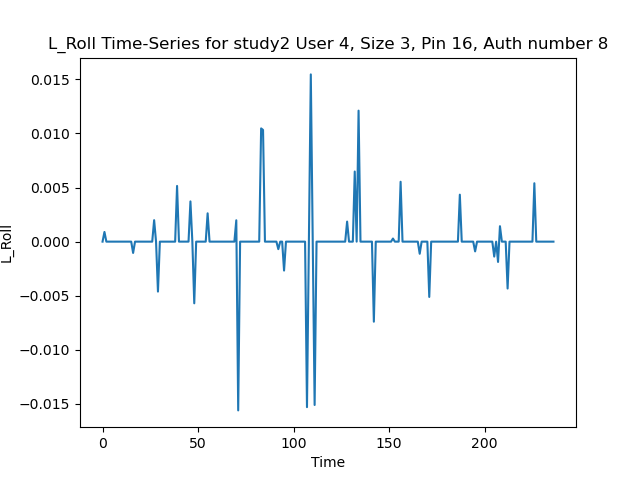 L_Roll Time-Series for study2 User 4, Size 3, Pin 16, Auth number 8
0.015
0.010
0.005
0.000
−0.005
−0.010
−0.015
L_Roll
0 50 100 150 200
Time